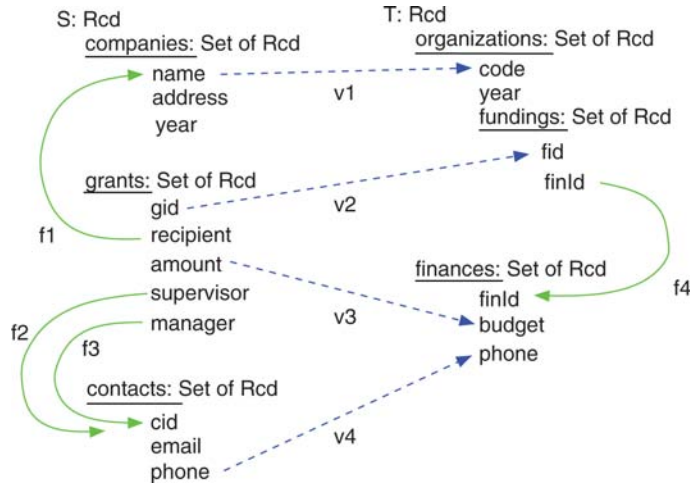 S: Rcd
companies: Set of Rcd
name
address
year
grants: Set of Rcd
gid
recipient
amount
supervisor
manager
contacts: Set of Rcd
cid
email
phone
f1
f2
f3
v1
v2
v3
v4
T: Rcd
organizations: Set of Rcd
code
year
fundings: Set of Rcd
fid
finId
finances: Set of Rcd
finId
budget
phone
f4